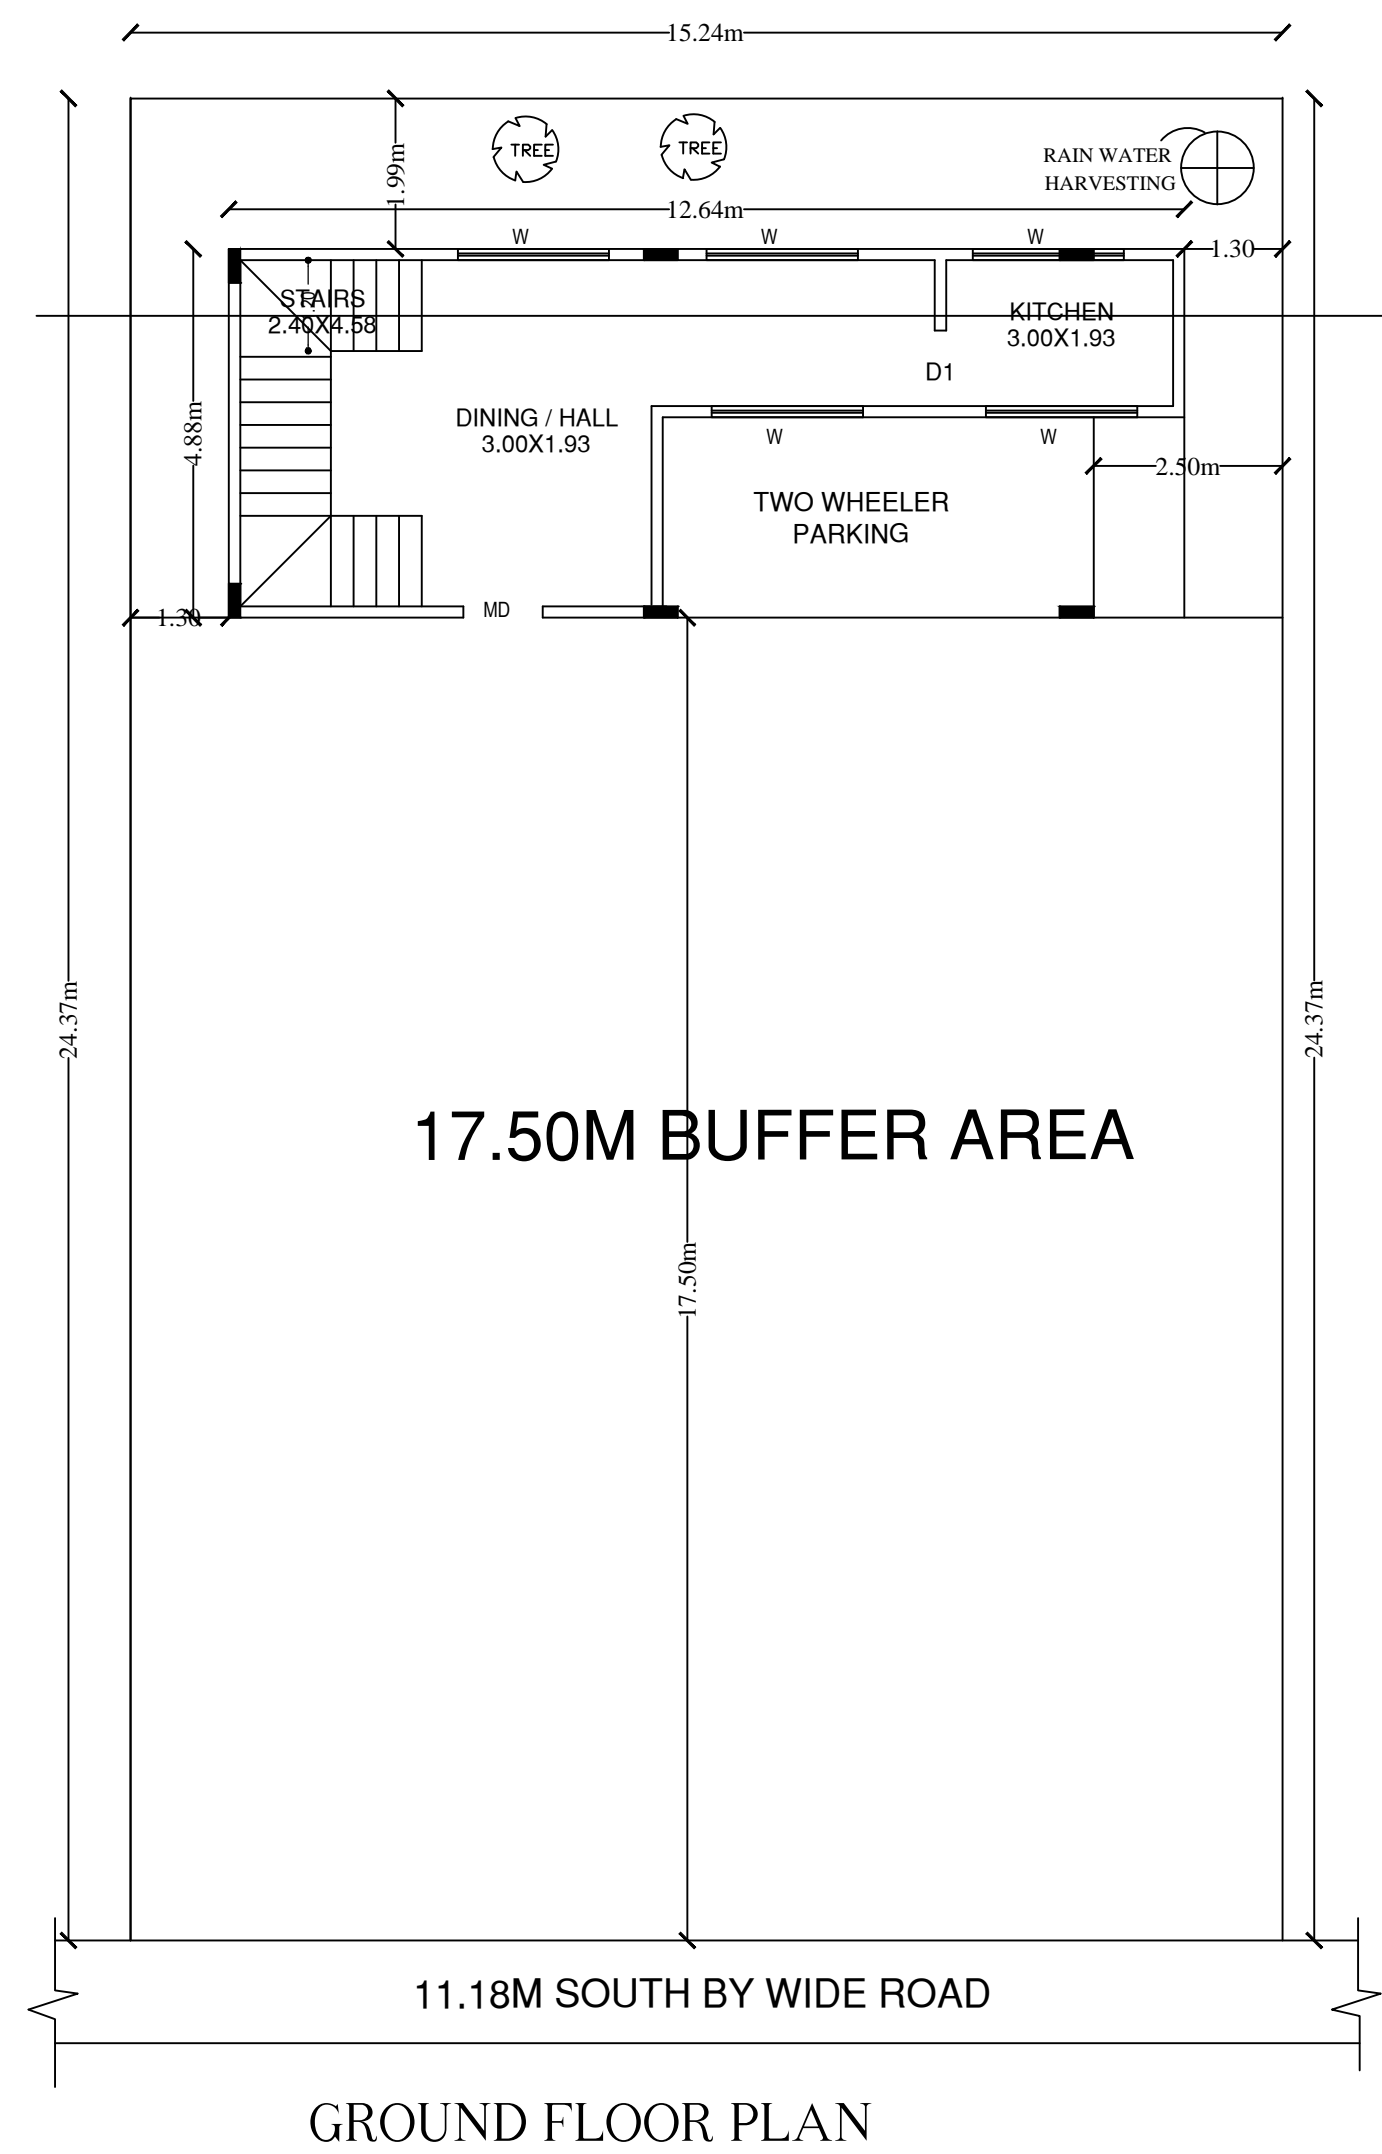 15.24m
TREE
TREE
RAIN WATER
HARVESTING
1.99m
12.64m
W
W
W
1.30
STAIRS
2.40X4.58
KITCHEN
3.00X1.93
D1
DINING / HALL
3.00X1.93
4.88m
W
W
2.50m
TWO WHEELER
PARKING
MD
1.30
24.37m
24.37m
17.50M BUFFER AREA
17.50m
11.18M SOUTH BY WIDE ROAD
GROUND FLOOR PLAN